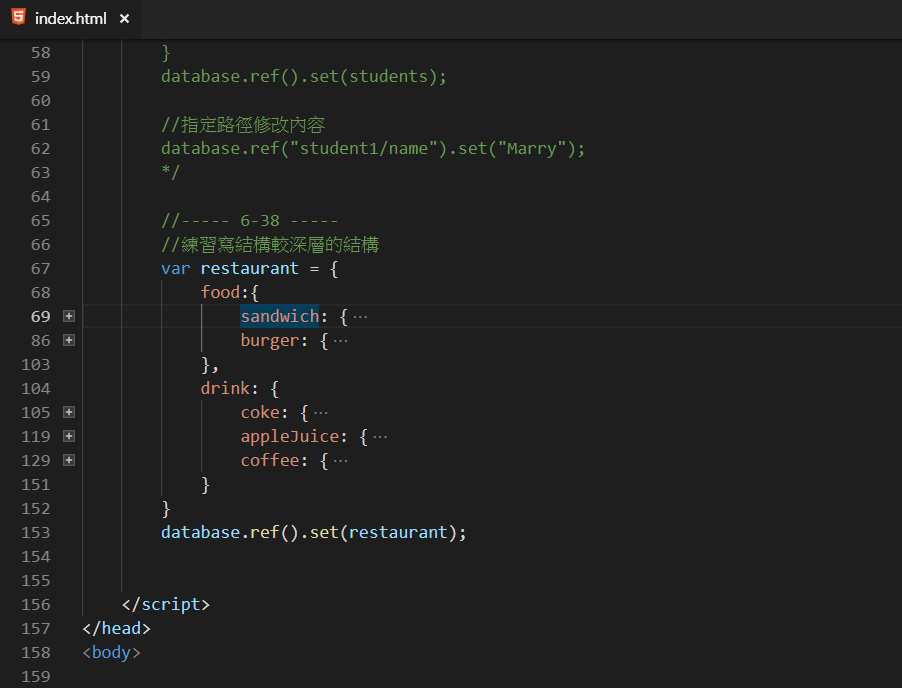 index.html ×
58 }
59 database.ref().set(students);
60
61 //指定路徑修改內容
62 database.ref("student1/name").set("Marry");
63 */
64
65 //----- 6-38 -----
66 //練習寫結構較深層的結構
67 var restaurant = {
68 food:{
69 sandwich: { ...
86 burger: { ...
103 },
104 drink: {
105 coke: { ...
119 appleJuice: { ...
129 coffee: { ...
151 }
152 }
153 database.ref().set(restaurant);
154
155
156 </script>
157 </head>
158 <body>
159